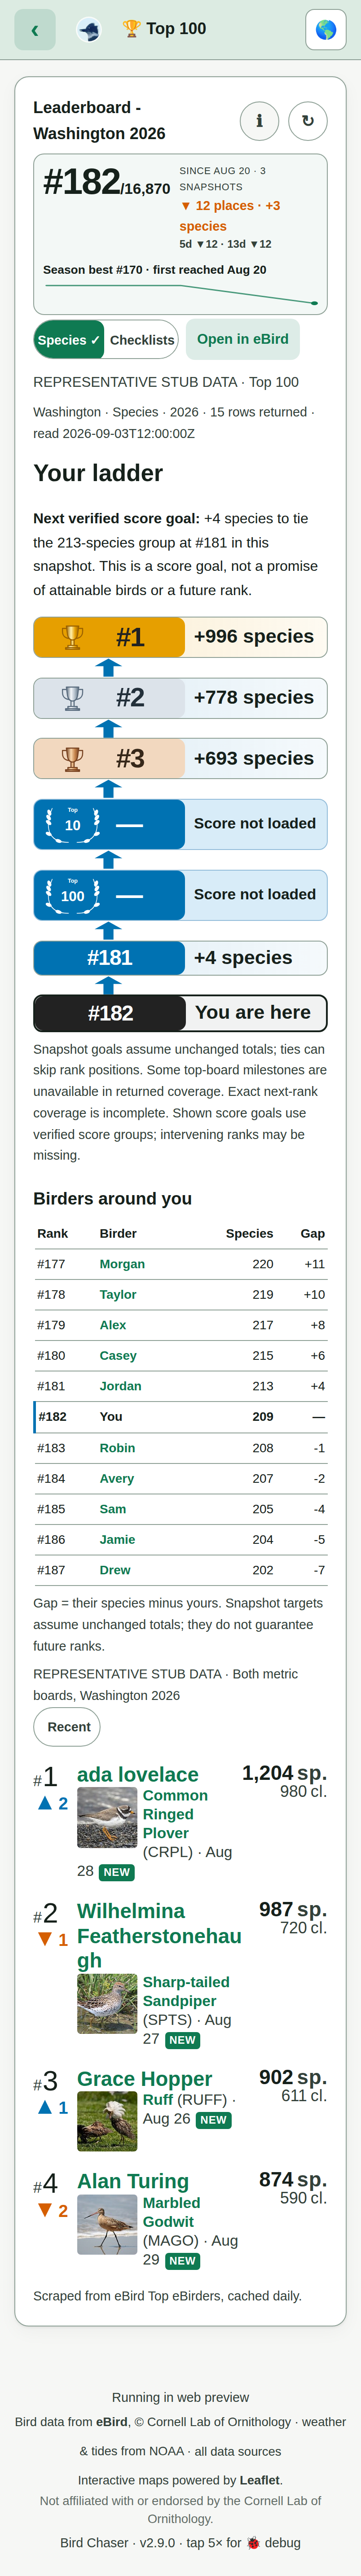 ‹ 🏆 Top 100 🌎
Leaderboard -
Washington 2026
ℹ ↻
#182/16,870
SINCE AUG 20 · 3
SNAPSHOTS
▼ 12 places · +3
species
5d ▼12 · 13d ▼12
Season best #170 · first reached Aug 20
Species ✓ Checklists Open in eBird
REPRESENTATIVE STUB DATA · Top 100
Washington · Species · 2026 · 15 rows returned ·
read 2026-09-03T12:00:00Z
Your ladder
Next verified score goal: +4 species to tie
the 213-species group at #181 in this
snapshot. This is a score goal, not a promise
of attainable birds or a future rank.
#1 +996 species
#2 +778 species
#3 +693 species
Top
10 — Score not loaded
Top
100 — Score not loaded
#181 +4 species
#182 You are here
Snapshot goals assume unchanged totals; ties can
skip rank positions. Some top-board milestones are
unavailable in returned coverage. Exact next-rank
coverage is incomplete. Shown score goals use
verified score groups; intervening ranks may be
missing.
Birders around you
Rank Birder Species Gap
#177 Morgan 220 +11
#178 Taylor 219 +10
#179 Alex 217 +8
#180 Casey 215 +6
#181 Jordan 213 +4
#182 You 209 —
#183 Robin 208 -1
#184 Avery 207 -2
#185 Sam 205 -4
#186 Jamie 204 -5
#187 Drew 202 -7
Gap = their species minus yours. Snapshot targets
assume unchanged totals; they do not guarantee
future ranks.
REPRESENTATIVE STUB DATA · Both metric
boards, Washington 2026
Recent
#1 ada lovelace 1,204 sp.
▲ 2 980 cl.
Common
Ringed
Plover
(CRPL) · Aug
28 NEW
#2 Wilhelmina 987 sp.
▼ 1 Featherstonehau 720 cl.
gh
Sharp-tailed
Sandpiper
(SPTS) · Aug
27 NEW
#3 Grace Hopper 902 sp.
▲ 1 Ruff (RUFF) · 611 cl.
Aug 26 NEW
#4 Alan Turing 874 sp.
▼ 2 590 cl.
Marbled
Godwit
(MAGO) · Aug
29 NEW
Scraped from eBird Top eBirders, cached daily.
Running in web preview
Bird data from eBird, © Cornell Lab of Ornithology · weather
& tides from NOAA · all data sources
Interactive maps powered by Leaflet.
Not affiliated with or endorsed by the Cornell Lab of
Ornithology.
Bird Chaser · v2.9.0 · tap 5× for 🐞 debug